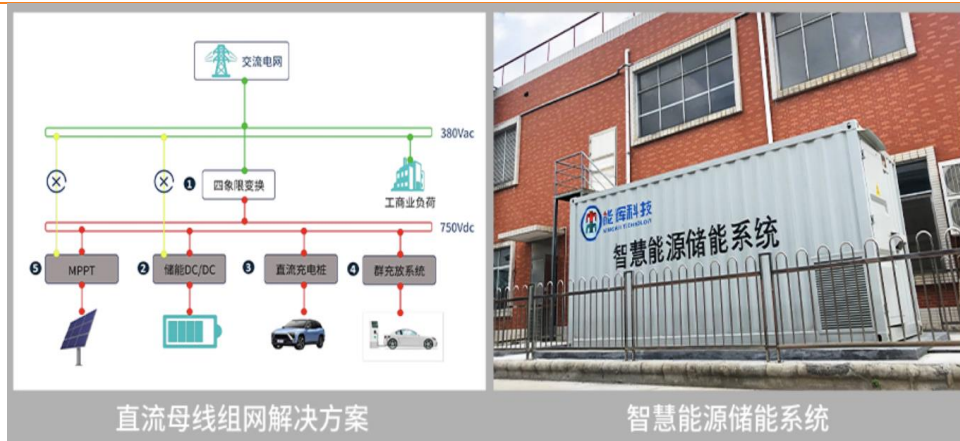 交流电网
380Vac
❶
四象限变换
工商业负荷
750Vdc
❺
MPPT
❷
储能DC/DC
❸
直流充电桩
❹
群充放系统
能辉科技
智慧能源储能系统
直流母线组网解决方案
智慧能源储能系统